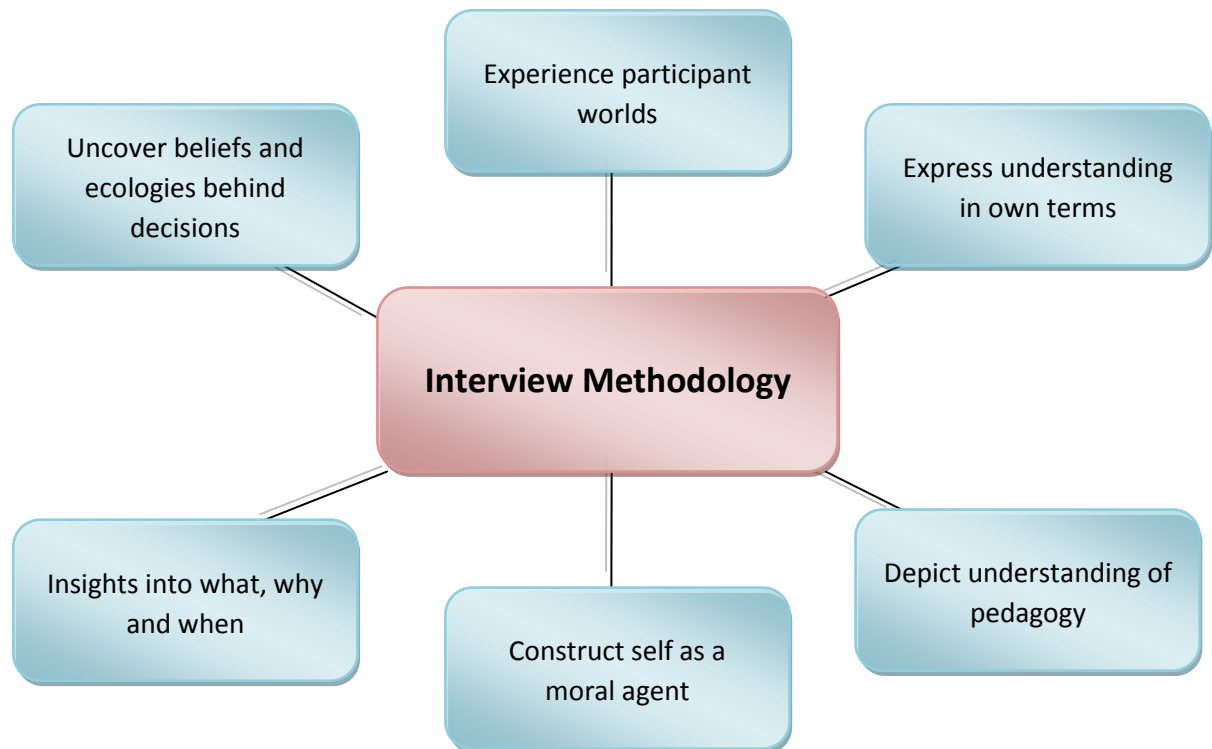 Experience participant
worlds
Uncover beliefs and
ecologies behind
decisions
Express understanding
in own terms
Interview Methodology
Insights into what, why
and when
Construct self as a
moral agent
Depict understanding of
pedagogy